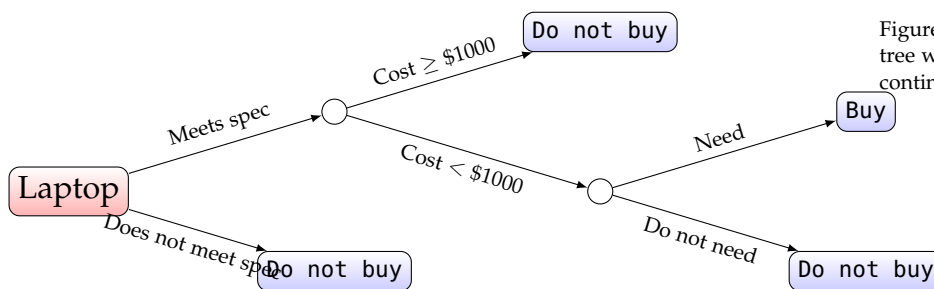 Do not buy
Figure
tree w
contin
Cost ≥ $1000
Buy
Meets spec
Need
Cost < $1000
Laptop
Does not meet spec
Do not need
Do not buy
Do not buy